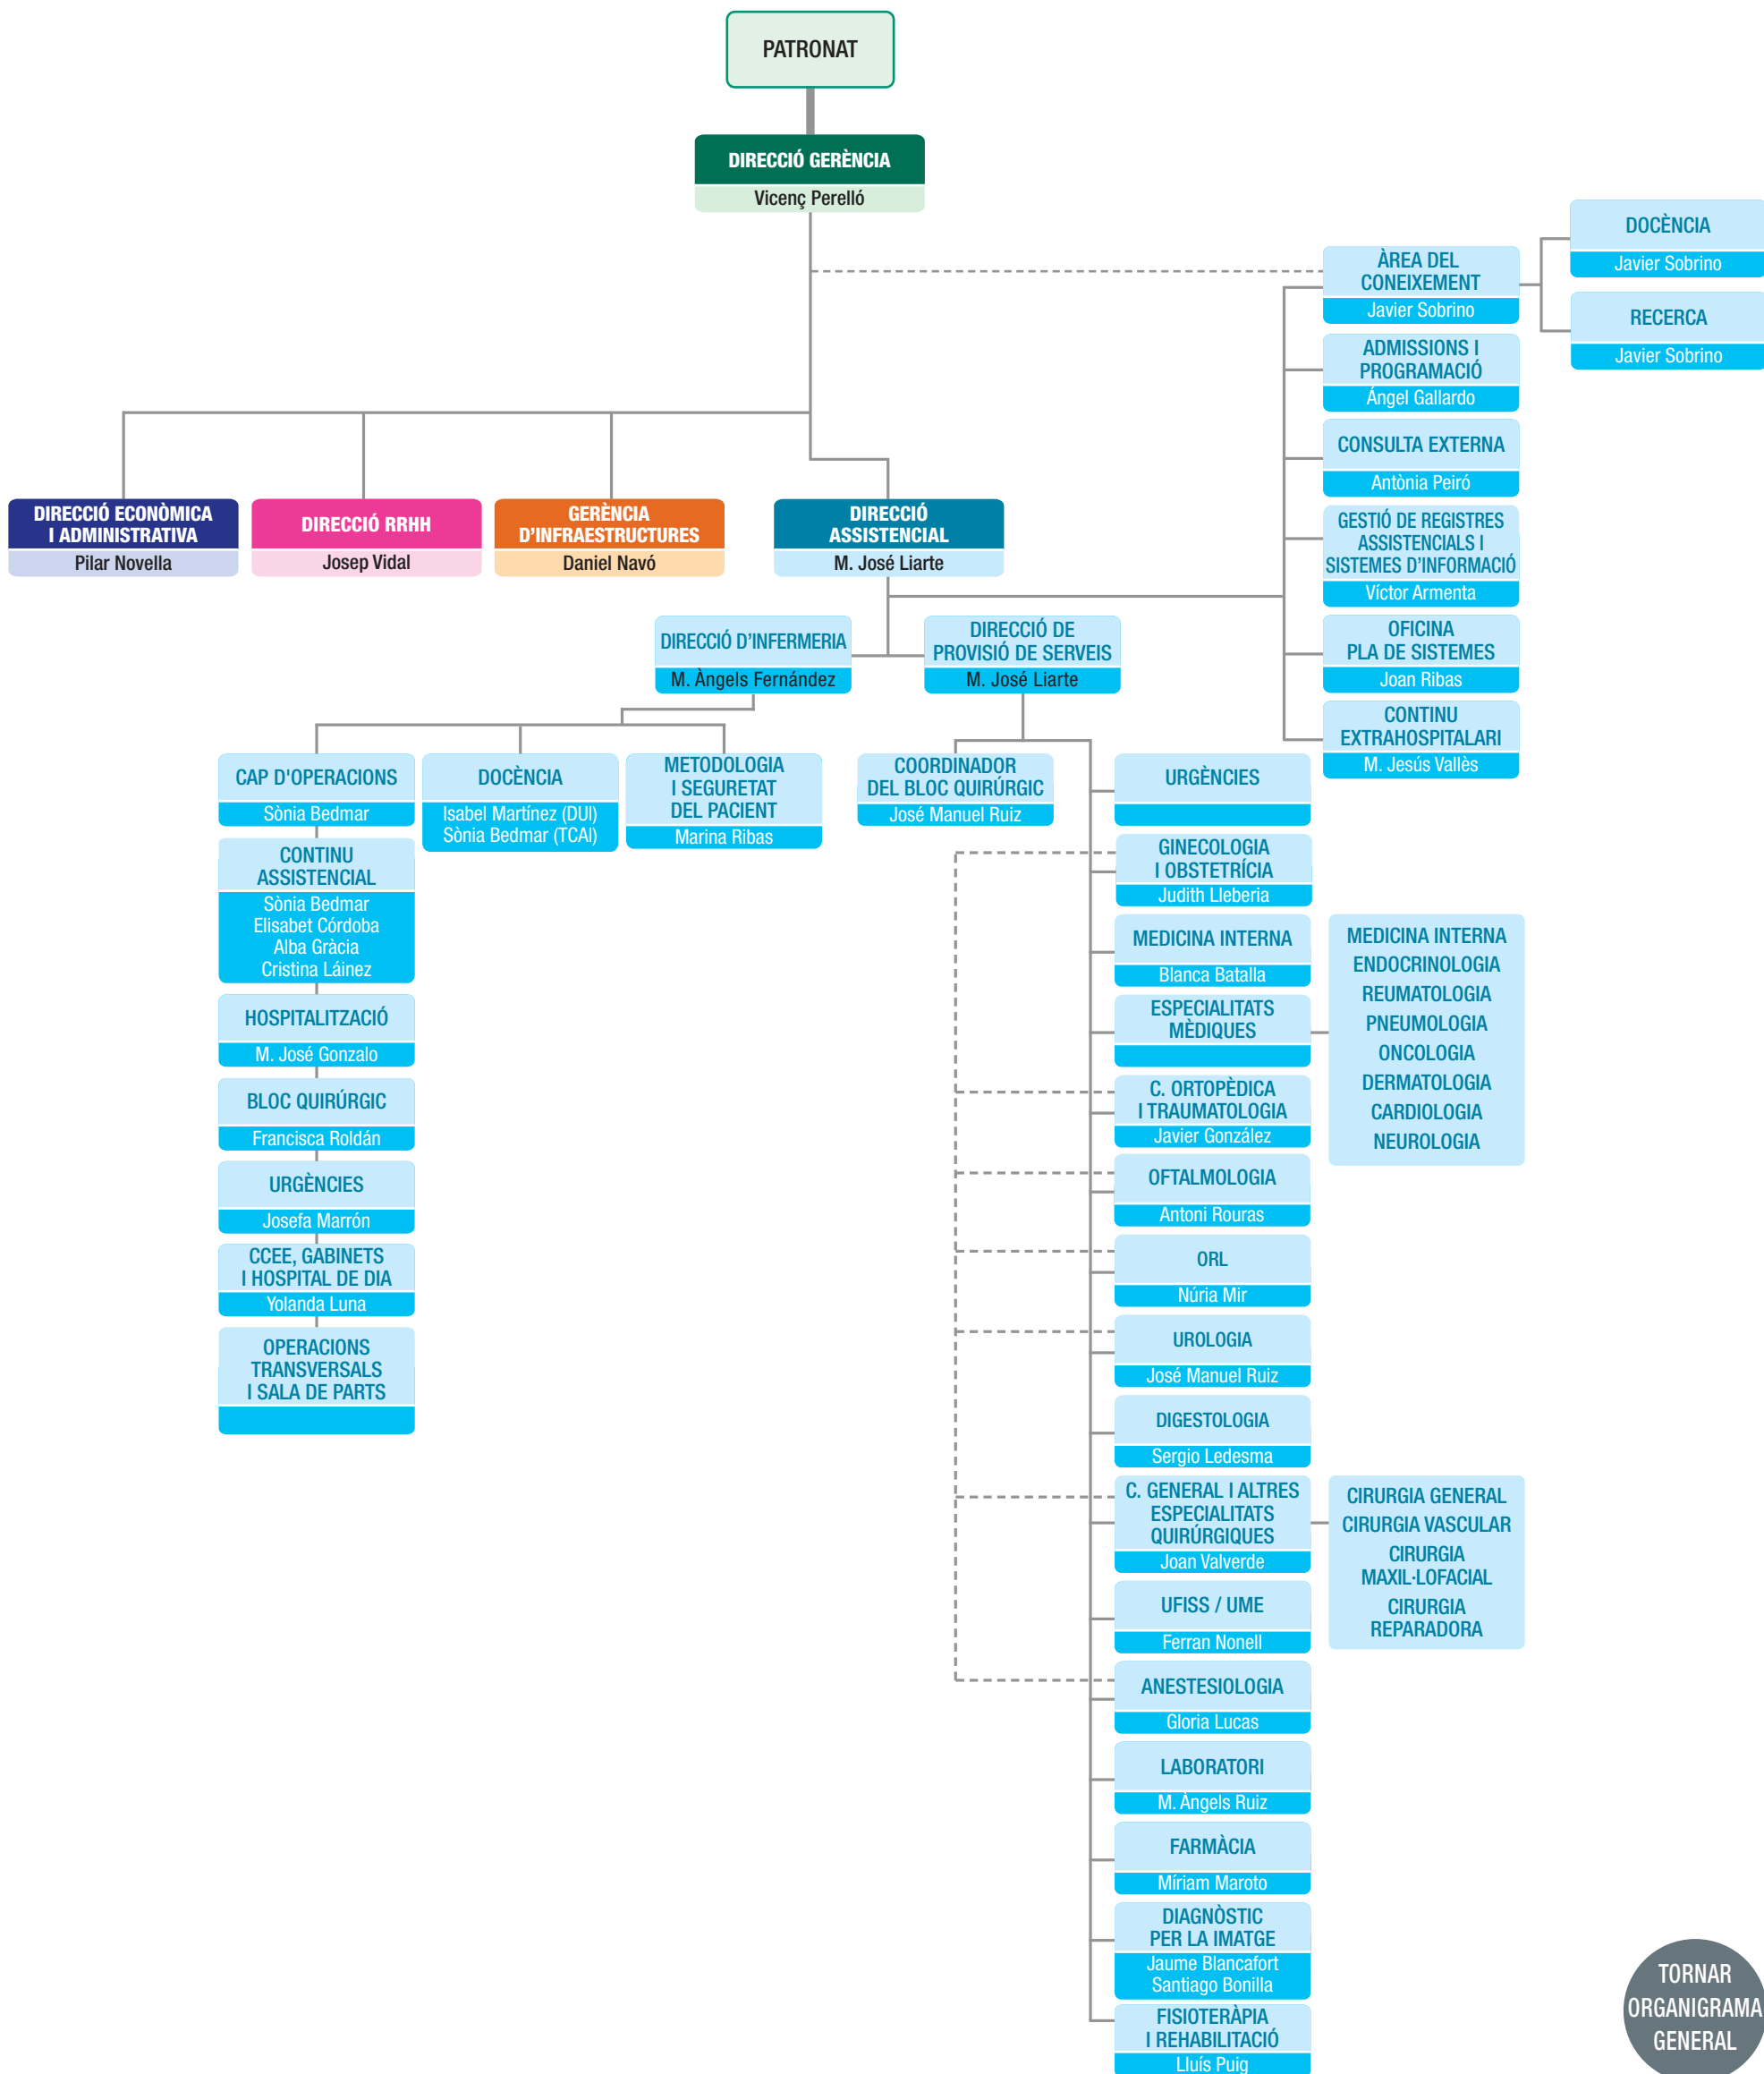 PATRONAT
DIRECCIÓ GERÈNCIA
Vicenç Perelló
ÀREA DEL
CONEIXEMENT
Javier Sobrino
DOCÈNCIA
Javier Sobrino
RECERCA
Javier Sobrino
ADMISSIONS I
PROGRAMACIÓ
Ángel Gallardo
CONSULTA EXTERNA
Antònia Peiró
GESTIÓ DE REGISTRES
ASSISTENCIALS I
SISTEMES D'INFORMACIÓ
Víctor Armenta
OFICINA
PLA DE SISTEMES
Joan Ribas
CONTINU
EXTRAHOSPITALARI
M. Jesús Vallès
DIRECCIÓ ECONÒMICA
I ADMINISTRATIVA
Pilar Novella
DIRECCIÓ RRHH
Josep Vidal
GERÈNCIA
D'INFRAESTRUCTURES
Daniel Navó
DIRECCIÓ
ASSISTENCIAL
M. José Liarte
DIRECCIÓ D'INFERMERIA
M. Àngels Fernández
DIRECCIÓ DE
PROVISIÓ DE SERVEIS
M. José Liarte
CAP D'OPERACIONS
Sònia Bedmar
DOCÈNCIA
Isabel Martínez (DUI)
Sònia Bedmar (TCAI)
METODOLOGIA
I SEGURETAT
DEL PACIENT
Marina Ribas
CONTINU
ASSISTENCIAL
Sònia Bedmar
Elisabet Córdoba
Alba Gràcia
Cristina Láinez
HOSPITALITZACIÓ
M. José Gonzalo
BLOC QUIRÚRGIC
Francisca Roldán
URGÈNCIES
Josefa Marrón
CCEE, GABINETS
I HOSPITAL DE DIA
Yolanda Luna
OPERACIONS
TRANSVERSALS
I SALA DE PARTS
COORDINADOR
DEL BLOC QUIRÚRGIC
José Manuel Ruiz
URGÈNCIES
GINECOLOGIA
I OBSTETRÍCIA
Judith Lleberia
MEDICINA INTERNA
Blanca Batalla
ESPECIALITATS
MÈDIQUES
MEDICINA INTERNA
ENDOCRINOLOGIA
REUMATOLOGIA
PNEUMOLOGIA
ONCOLOGIA
DERMATOLOGIA
CARDIOLOGIA
NEUROLOGIA
C. ORTOPÈDICA
I TRAUMATOLOGIA
Javier González
OFTALMOLOGIA
Antoni Rouras
ORL
Núria Mir
UROLOGIA
José Manuel Ruiz
DIGESTOLOGIA
Sergio Ledesma
C. GENERAL I ALTRES
ESPECIALITATS
QUIRÚRGIQUES
Joan Valverde
CIRURGIA GENERAL
CIRURGIA VASCULAR
CIRURGIA
MAXIL·LOFACIAL
CIRURGIA
REPARADORA
UFISS / UME
Ferran Nonell
ANESTESIOLOGIA
Gloria Lucas
LABORATORI
M. Àngels Ruiz
FARMÀCIA
Míriam Maroto
DIAGNÒSTIC
PER LA IMATGE
Jaume Blancafort
Santiago Bonilla
FISIOTERÀPIA
I REHABILITACIÓ
Lluís Puig
TORNAR
ORGANIGRAMA
GENERAL